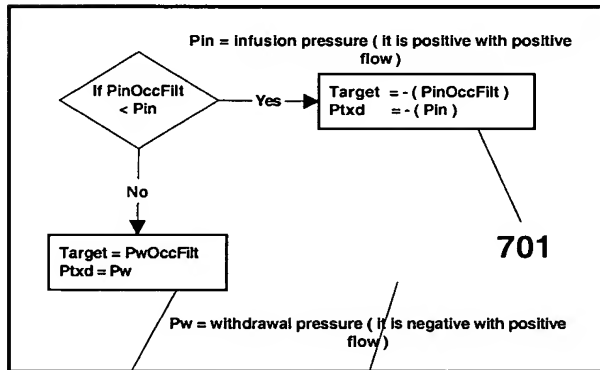 Pin = infusion pressure ( it is positive with positive
flow )
If PinOccFilt
< Pin
Yes
Target = - ( PinOccFilt )
Ptxd = - ( Pin )
No
701
Target = PwOccFilt
Ptxd = Pw
Pw = withdrawal pressure ( it is negative with positive
flow )